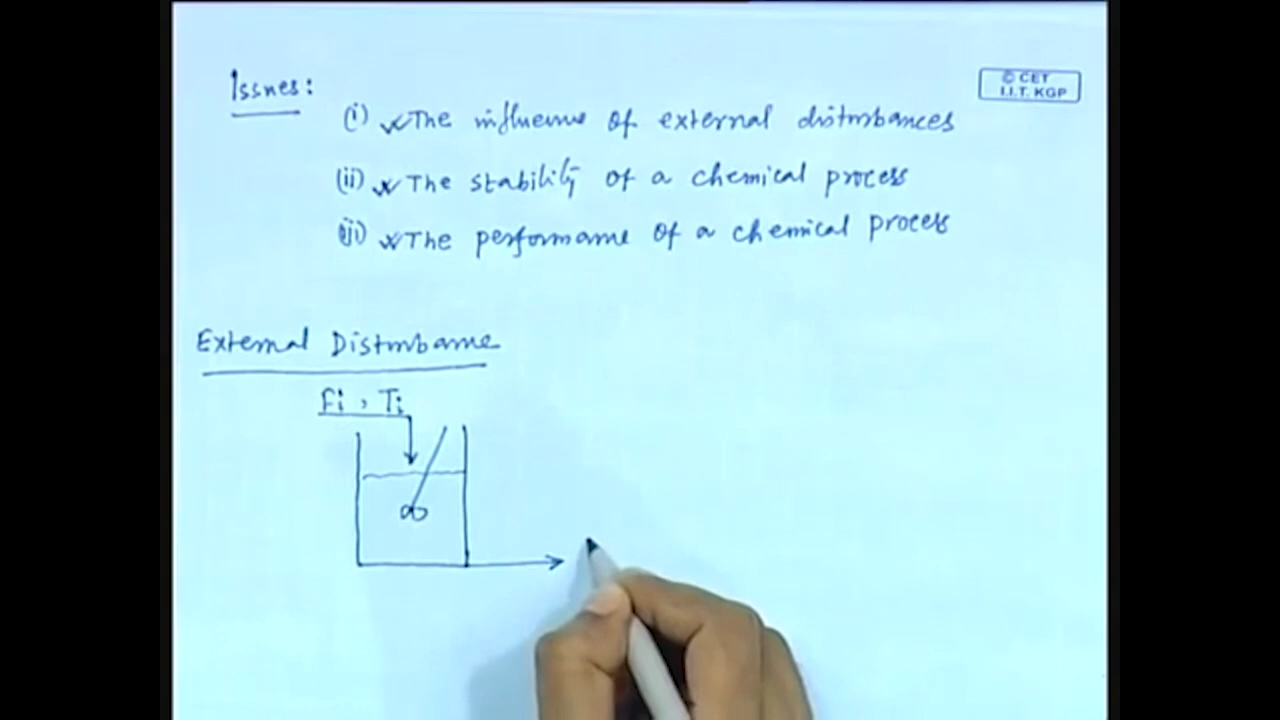 Issues:
© CET
I.I.T. KGP
(i) The influence of external disturbances
(ii) The stability of a chemical process
(iii) The performance of a chemical process
External Disturbance
Fi, Ti